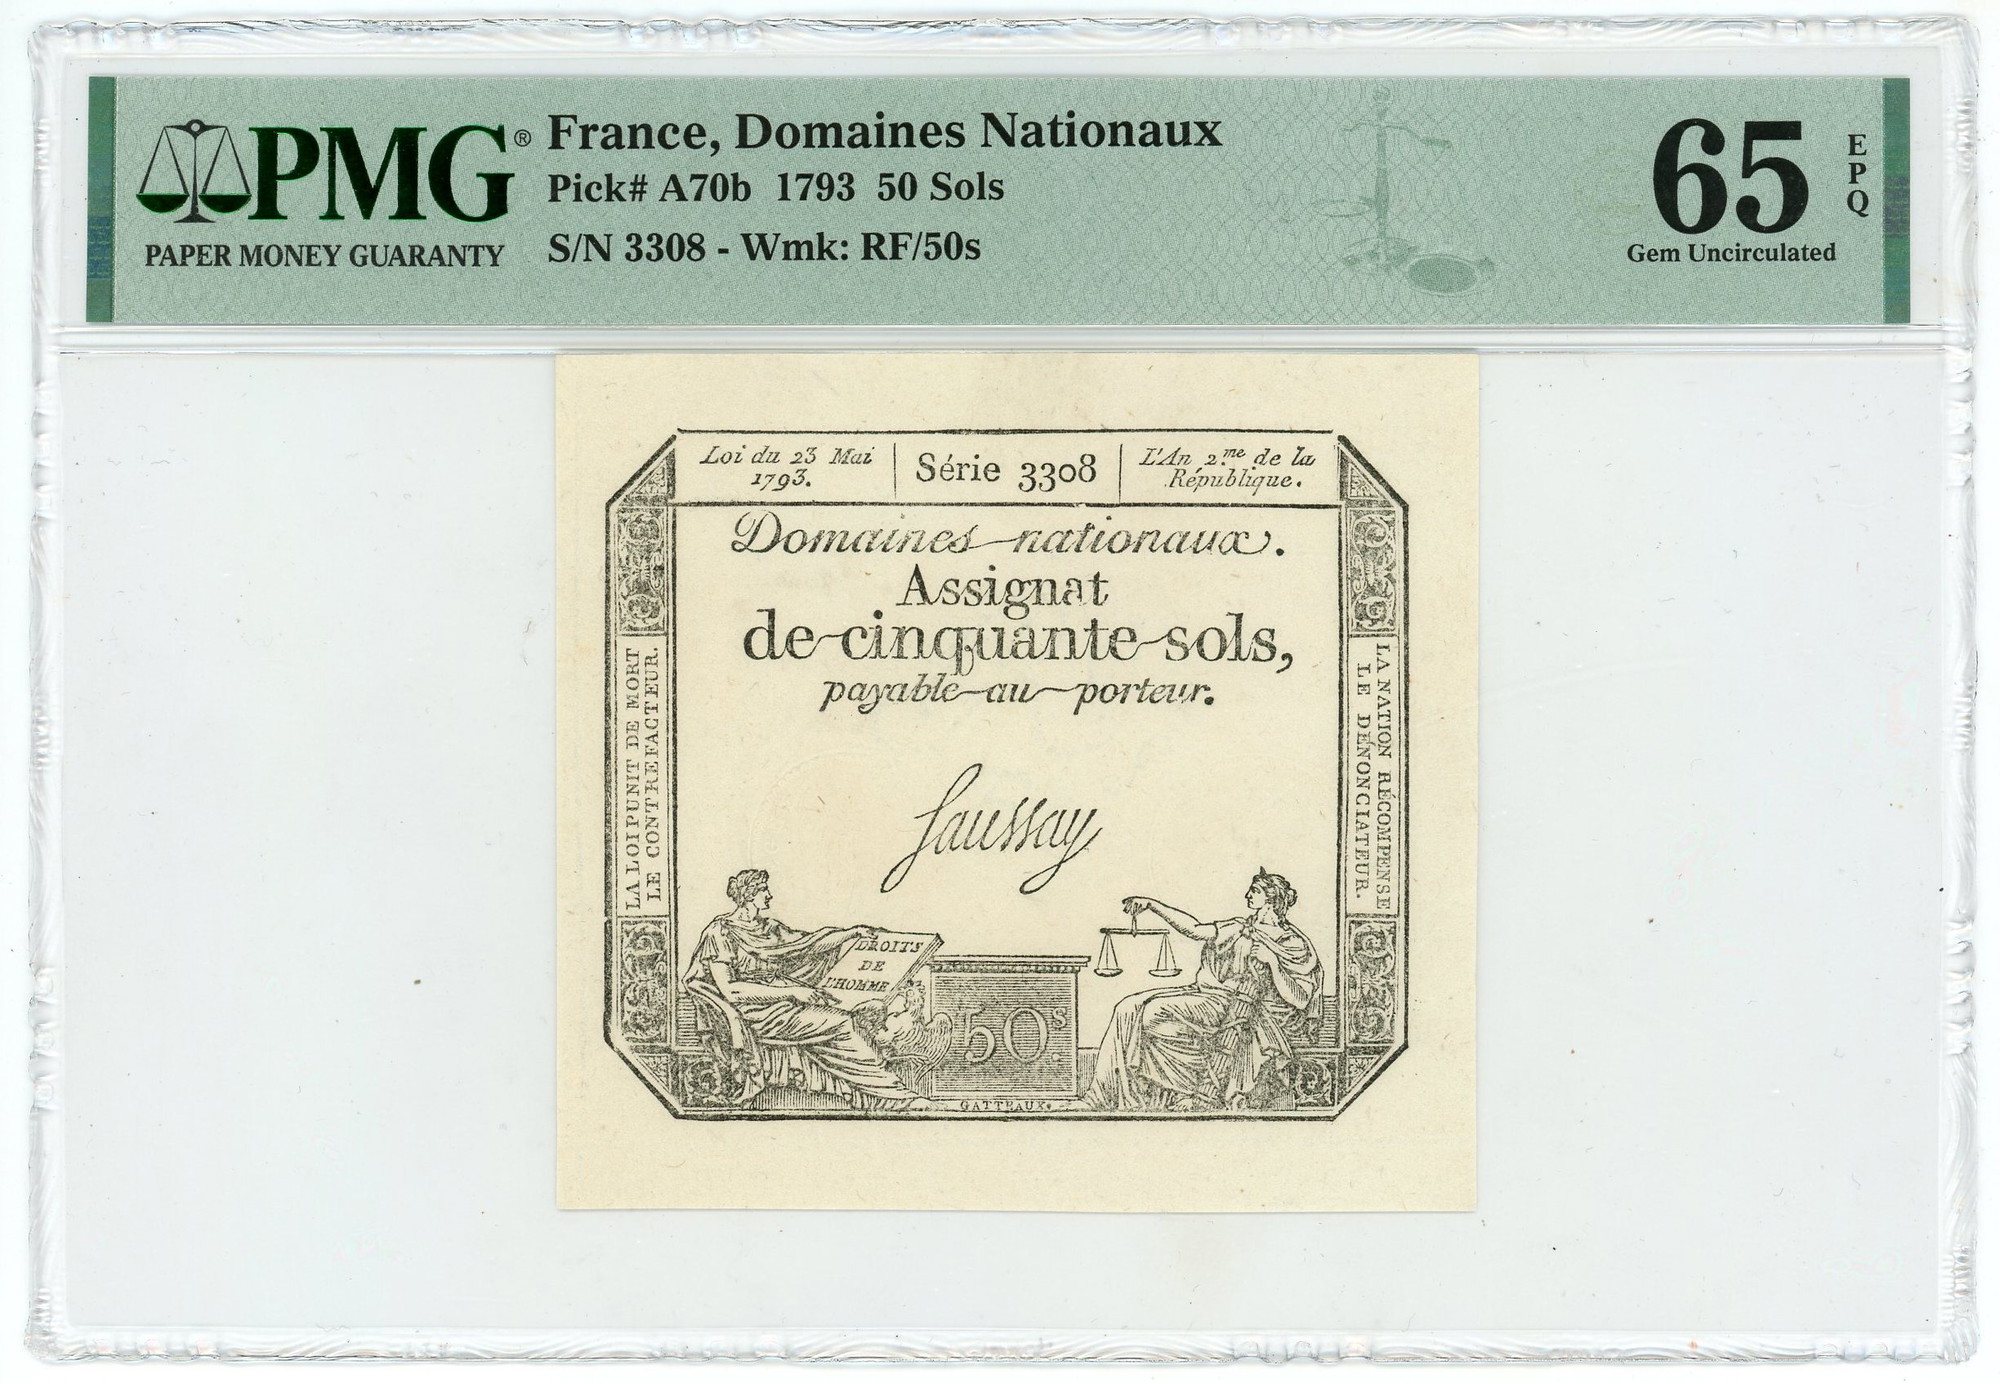 PMG®
PAPER MONEY GUARANTY
France, Domaines Nationaux
Pick# A70b 1793 50 Sols
S/N 3308 - Wmk: RF/50s
65
EPQ
Gem Uncirculated
Loi du 23 Mai
1793.
Série 3308
L'An 2.me de la
République.
Domaines nationaux.
Assignat
de cinquante sols,
payable au porteur.
LA LOI PUNIT DE MORT
LE CONTREFACTEUR.
LA NATION RÉCOMPENSE
LE DÉNONCIATEUR.
Saussay
DROITS
DE
L'HOMME
50.s
GATTEAUX.